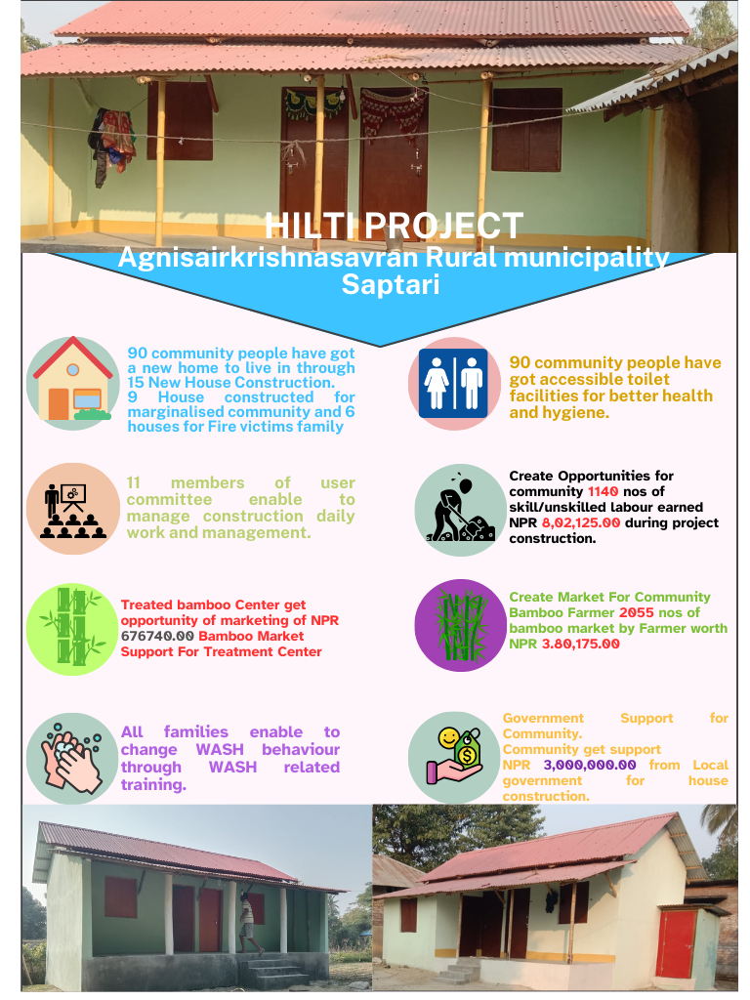 HILTI PROJECT
Agnisairkrishnasavran Rural municipality
Saptari
90 community people have got
a new home to live in through
15 New House Construction.
9 House constructed for
marginalised community and 6
houses for Fire victims family
90 community people have
got accessible toilet
facilities for better health
and hygiene.
11 members of user
committee enable to
manage construction daily
work and management.
Create Opportunities for
community 1140 nos of
skill/unskilled labour earned
NPR 8,02,125.00 during project
construction.
Treated bamboo Center get
opportunity of marketing of NPR
676740.00 Bamboo Market
Support For Treatment Center
Create Market For Community
Bamboo Farmer 2055 nos of
bamboo market by Farmer worth
NPR 3.80,175.00
All families enable to
change WASH behaviour
through WASH related
training.
Government Support for
Community.
Community get support
NPR 3,000,000.00 from Local
government for house
construction.